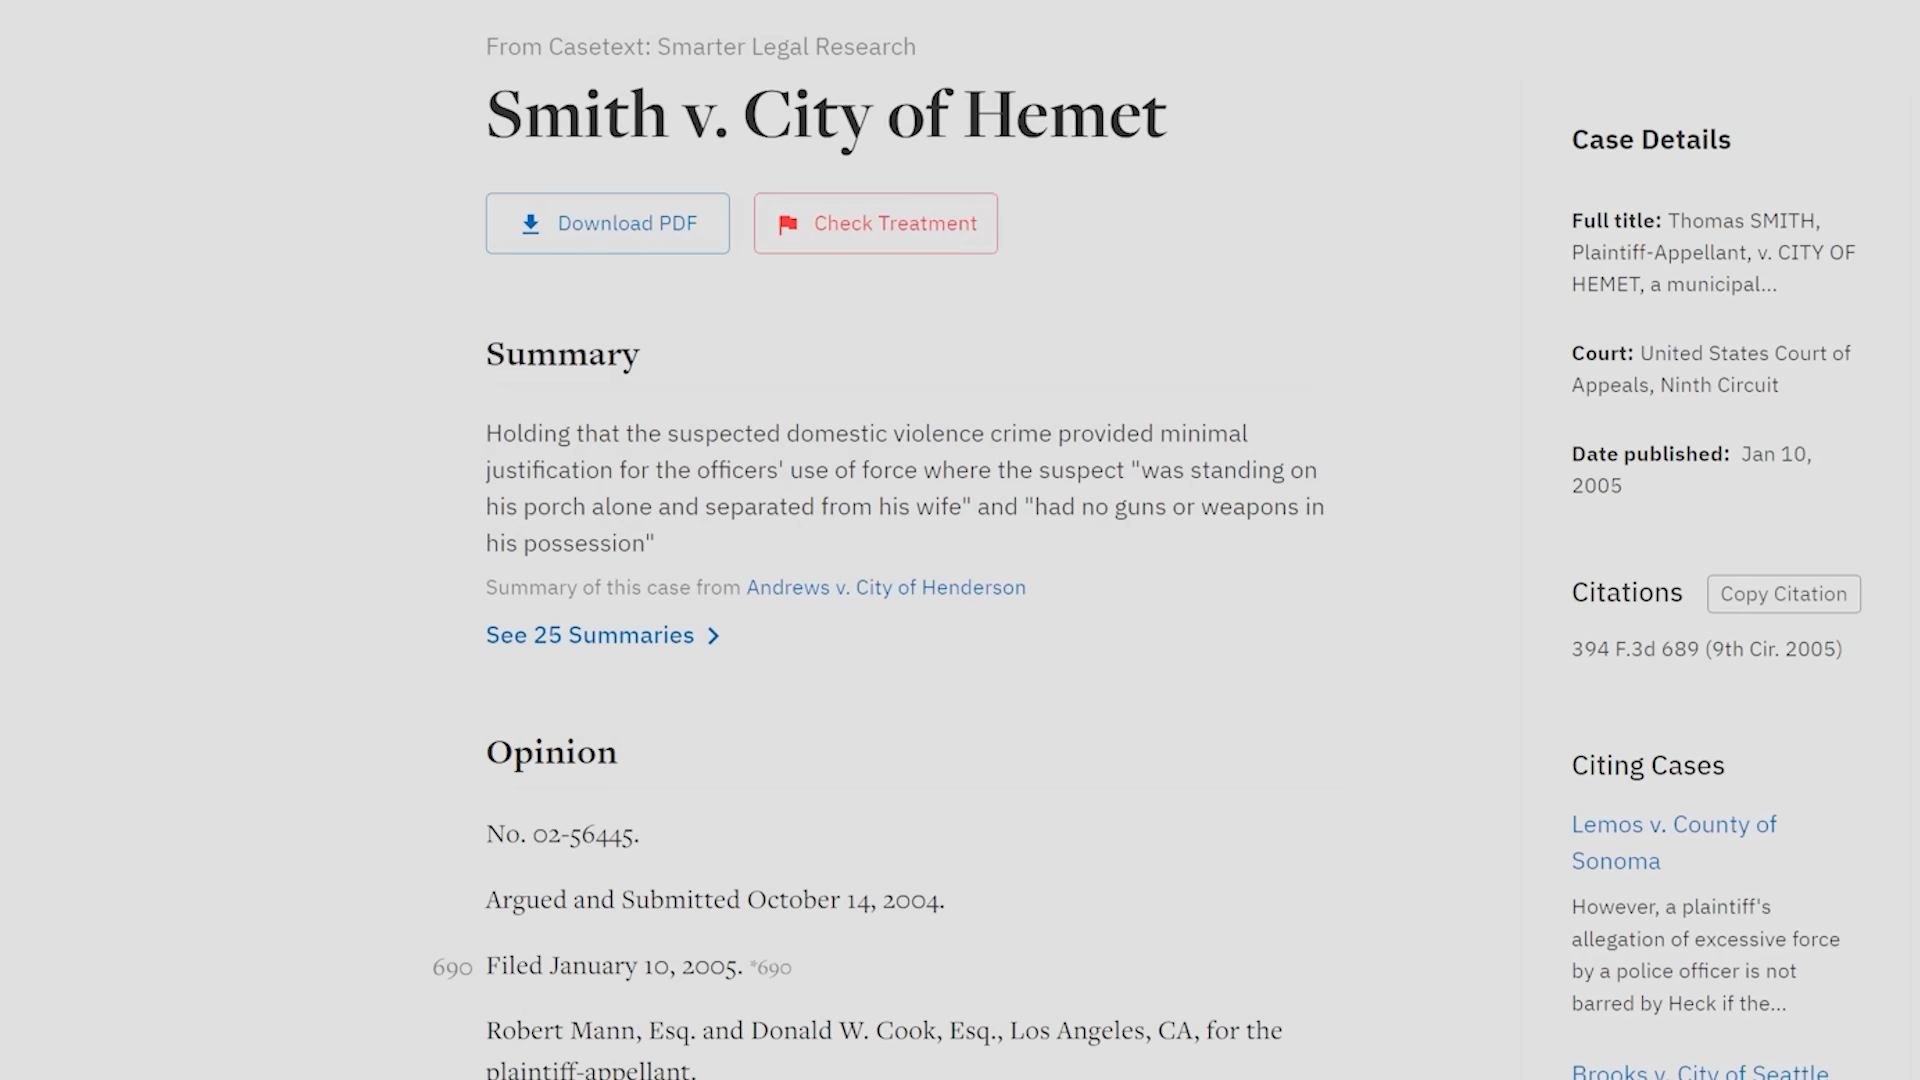 From Casetext: Smarter Legal Research
Smith v. City of Hemet
Download PDF
Check Treatment
Summary
Holding that the suspected domestic violence crime provided minimal
justification for the officers' use of force where the suspect "was standing on
his porch alone and separated from his wife" and "had no guns or weapons in
his possession"
Summary of this case from Andrews v. City of Henderson
See 25 Summaries
Opinion
No. 02-56445.
Argued and Submitted October 14, 2004.
690 Filed January 10, 2005. *690
Robert Mann, Esq. and Donald W. Cook, Esq., Los Angeles, CA, for the
plaintiff-appellant.
Case Details
Full title: Thomas SMITH,
Plaintiff-Appellant, v. CITY OF
HEMET, a municipal...
Court: United States Court of
Appeals, Ninth Circuit
Date published: Jan 10,
2005
Citations
Copy Citation
394 F.3d 689 (9th Cir. 2005)
Citing Cases
Lemos v. County of
Sonoma
However, a plaintiff's
allegation of excessive force
by a police officer is not
barred by Heck if the...
Brooks v. City of Seattle